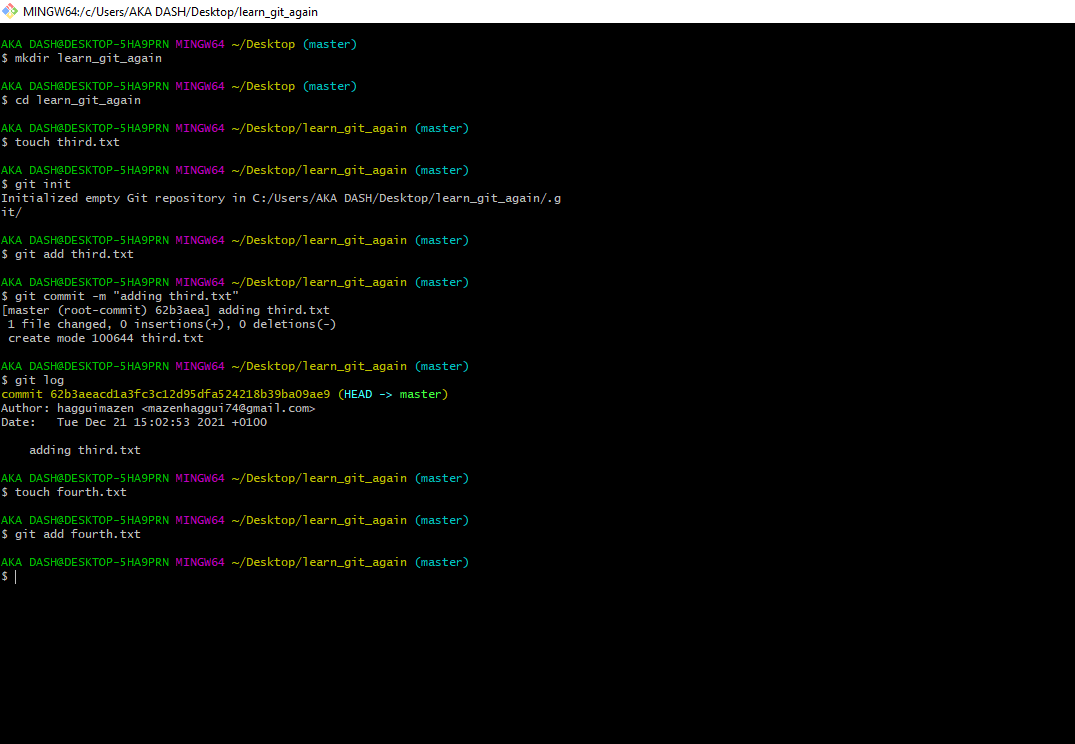 MINGW64:/c/Users/AKA DASH/Desktop/learn_git_again
AKA DASH@DESKTOP-5HA9PRN MINGW64 ~/Desktop (master)
$ mkdir learn_git_again
AKA DASH@DESKTOP-5HA9PRN MINGW64 ~/Desktop (master)
$ cd learn_git_again
AKA DASH@DESKTOP-5HA9PRN MINGW64 ~/Desktop/learn_git_again (master)
$ touch third.txt
AKA DASH@DESKTOP-5HA9PRN MINGW64 ~/Desktop/learn_git_again (master)
$ git init
Initialized empty Git repository in C:/Users/AKA DASH/Desktop/learn_git_again/.g
it/
AKA DASH@DESKTOP-5HA9PRN MINGW64 ~/Desktop/learn_git_again (master)
$ git add third.txt
AKA DASH@DESKTOP-5HA9PRN MINGW64 ~/Desktop/learn_git_again (master)
$ git commit -m "adding third.txt"
[master (root-commit) 62b3aea] adding third.txt
 1 file changed, 0 insertions(+), 0 deletions(-)
 create mode 100644 third.txt
AKA DASH@DESKTOP-5HA9PRN MINGW64 ~/Desktop/learn_git_again (master)
$ git log
commit 62b3aeacd1a3fc3c12d95dfa524218b39ba09ae9 (HEAD -> master)
Author: hagguimazen <mazenhaggui74@gmail.com>
Date:   Tue Dec 21 15:02:53 2021 +0100
    adding third.txt
AKA DASH@DESKTOP-5HA9PRN MINGW64 ~/Desktop/learn_git_again (master)
$ touch fourth.txt
AKA DASH@DESKTOP-5HA9PRN MINGW64 ~/Desktop/learn_git_again (master)
$ git add fourth.txt
AKA DASH@DESKTOP-5HA9PRN MINGW64 ~/Desktop/learn_git_again (master)
$